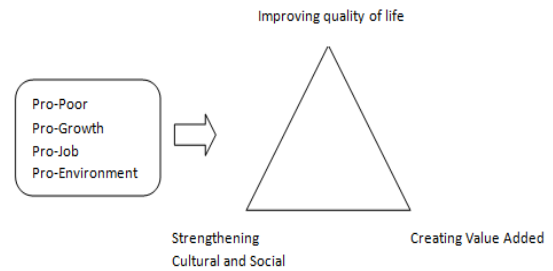 Improving quality of life
Pro-Poor
Pro-Growth
Pro-Job
Pro-Environment
Strengthening
Cultural and Social
Creating Value Added